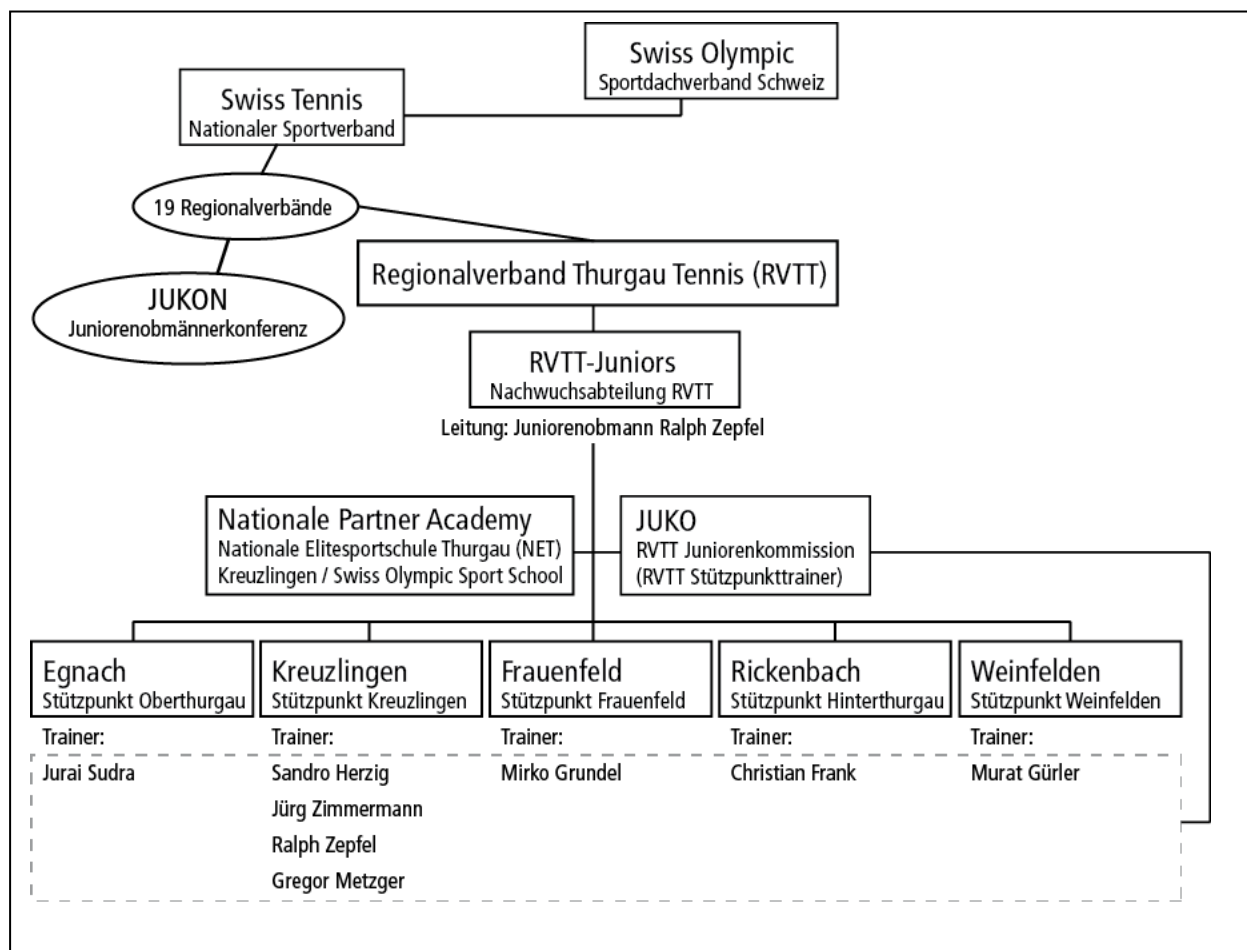 Swiss Olympic
Sportdachverband Schweiz
Swiss Tennis
Nationaler Sportverband
19 Regionalverbände
Regionalverband Thurgau Tennis (RVTT)
JUKON
Juniorenobmännerkonferenz
RVTT-Juniors
Nachwuchsabteilung RVTT
Leitung: Juniorenobmann Ralph Zepfel
Nationale Partner Academy
Nationale Elitesportschule Thurgau (NET)
Kreuzlingen / Swiss Olympic Sport School
JUKO
RVTT Juniorenkommission
(RVTT Stützpunkttrainer)
Egnach
Stützpunkt Oberthurgau
Trainer:
Jurai Sudra
Kreuzlingen
Stützpunkt Kreuzlingen
Trainer:
Sandro Herzig
Jürg Zimmermann
Ralph Zepfel
Gregor Metzger
Frauenfeld
Stützpunkt Frauenfeld
Trainer:
Mirko Grundel
Rickenbach
Stützpunkt Hinterthurgau
Trainer:
Christian Frank
Weinfelden
Stützpunkt Weinfelden
Trainer:
Murat Gürler